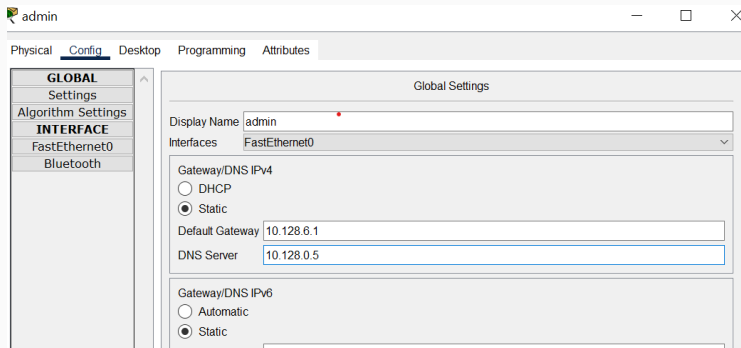 admin
Physical Config Desktop Programming Attributes
GLOBAL
Settings
Algorithm Settings
INTERFACE
FastEthernet0
Bluetooth
Global Settings
Display Name admin
Interfaces FastEthernet0
Gateway/DNS IPv4
DHCP
Static
Default Gateway 10.128.6.1
DNS Server 10.128.0.5
Gateway/DNS IPv6
Automatic
Static